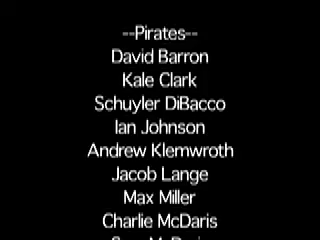 --Pirates--
David Barron
Kale Clark
Schuyler DiBacco
Ian Johnson
Andrew Klemwroth
Jacob Lange
Max Miller
Charlie McDaris